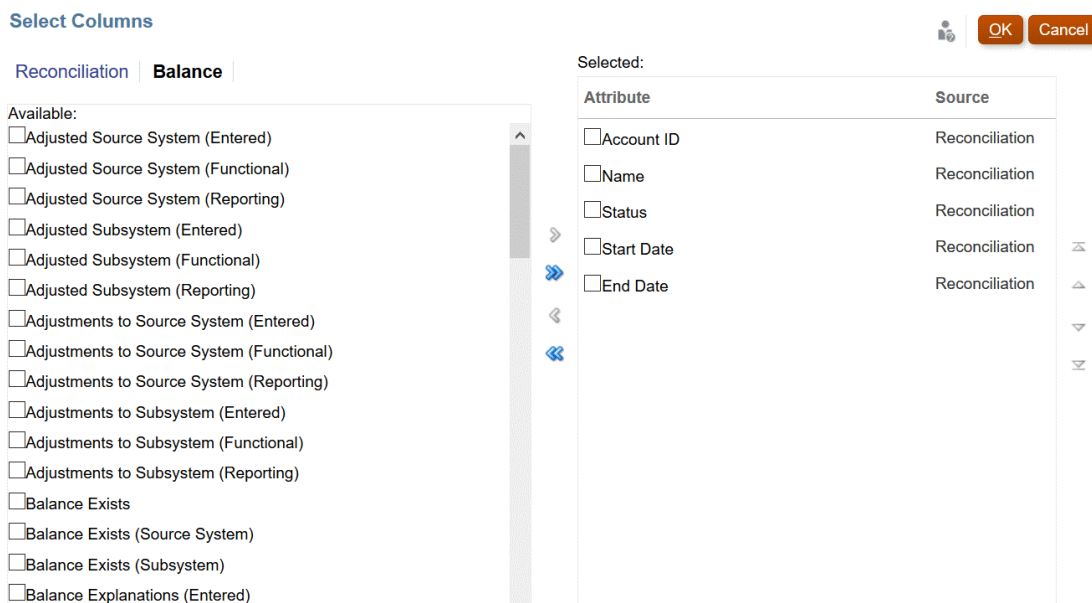 Select Columns
OK
Cancel
Reconciliation
Balance
Available:
Adjusted Source System (Entered)
Adjusted Source System (Functional)
Adjusted Source System (Reporting)
Adjusted Subsystem (Entered)
Adjusted Subsystem (Functional)
Adjusted Subsystem (Reporting)
Adjustments to Source System (Entered)
Adjustments to Source System (Functional)
Adjustments to Source System (Reporting)
Adjustments to Subsystem (Entered)
Adjustments to Subsystem (Functional)
Adjustments to Subsystem (Reporting)
Balance Exists
Balance Exists (Source System)
Balance Exists (Subsystem)
Balance Explanations (Entered)
Selected:
Attribute Source
Account ID Reconciliation
Name Reconciliation
Status Reconciliation
Start Date Reconciliation
End Date Reconciliation